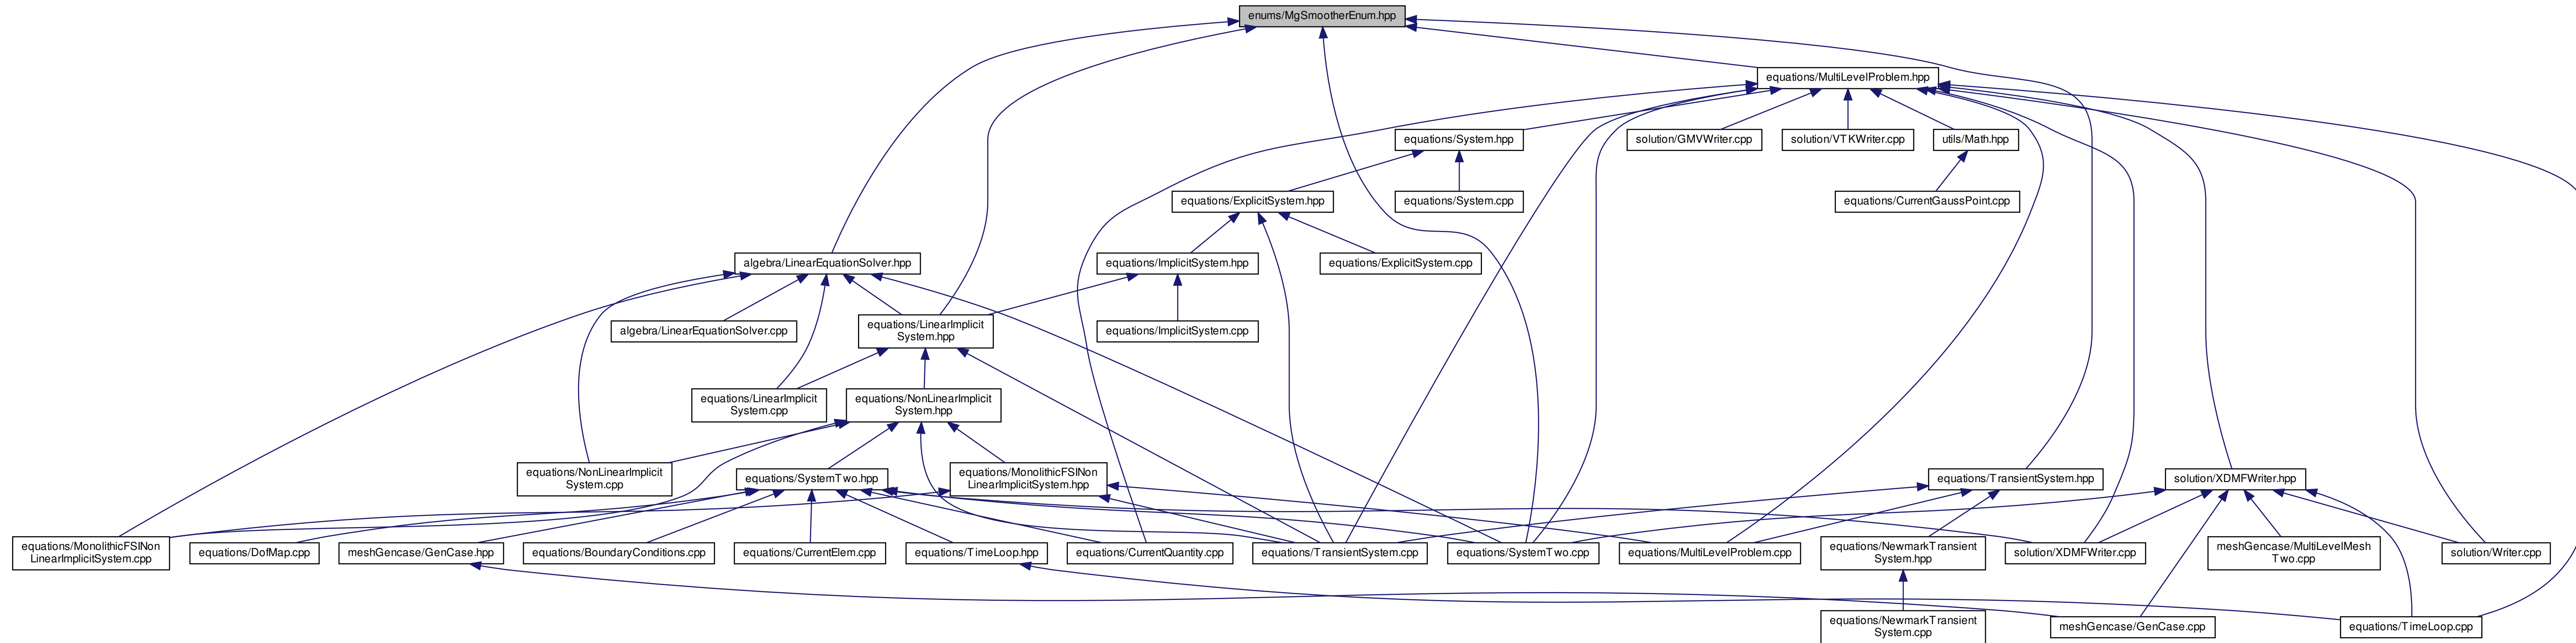 enums/MgSmootherEnum.hpp
equations/MultiLevelProblem.hpp
equations/System.hpp
solution/GMVWriter.cpp
solution/VTKWriter.cpp
utils/Math.hpp
equations/ExplicitSystem.hpp
equations/System.cpp
equations/CurrentGaussPoint.cpp
algebra/LinearEquationSolver.hpp
equations/ImplicitSystem.hpp
equations/ExplicitSystem.cpp
algebra/LinearEquationSolver.cpp
equations/LinearImplicit
System.hpp
equations/ImplicitSystem.cpp
equations/LinearImplicit
System.cpp
equations/NonLinearImplicit
System.hpp
equations/NonLinearImplicit
System.cpp
equations/SystemTwo.hpp
equations/MonolithicFSINon
LinearImplicitSystem.hpp
equations/TransientSystem.hpp
solution/XDMFWriter.hpp
equations/MonolithicFSINon
LinearImplicitSystem.cpp
equations/DofMap.cpp
meshGencase/GenCase.hpp
equations/BoundaryConditions.cpp
equations/CurrentElem.cpp
equations/TimeLoop.hpp
equations/CurrentQuantity.cpp
equations/TransientSystem.cpp
equations/SystemTwo.cpp
equations/MultiLevelProblem.cpp
equations/NewmarkTransient
System.hpp
solution/XDMFWriter.cpp
meshGencase/MultiLevelMesh
Two.cpp
solution/Writer.cpp
equations/NewmarkTransient
System.cpp
meshGencase/GenCase.cpp
equations/TimeLoop.cpp